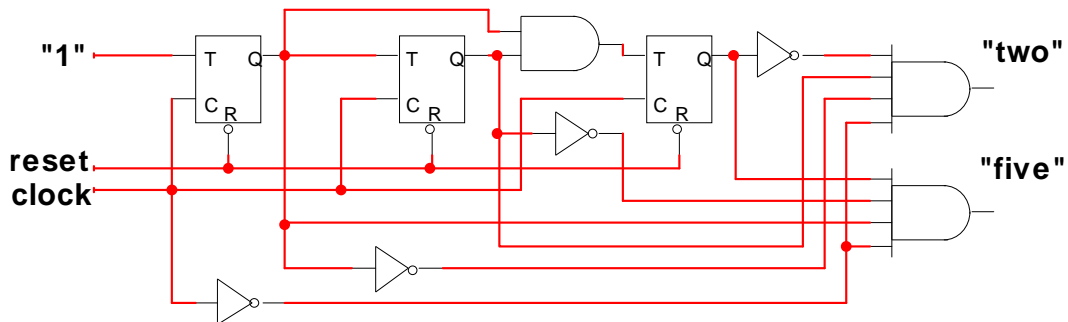 "1"
T Q
C R
T Q
C R
T Q
C R
"two"
reset
clock
"five"